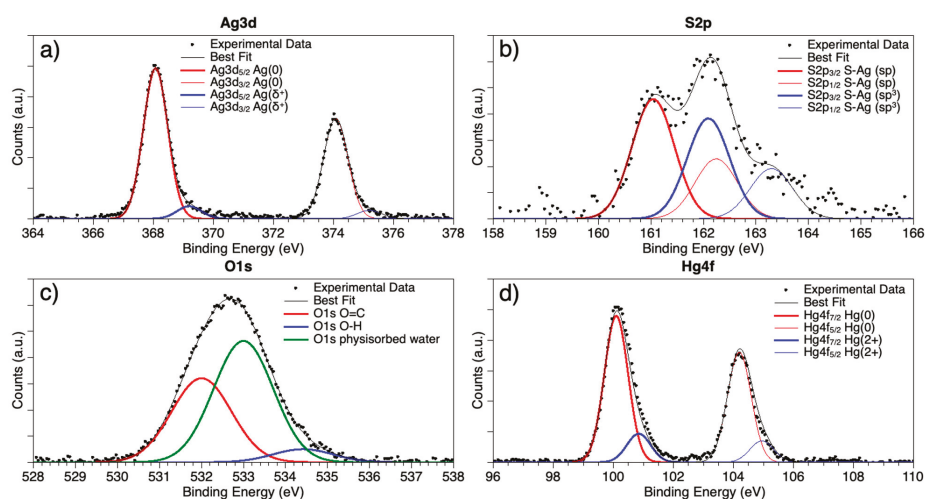 Ag3d
a)
Experimental Data
Best Fit
Ag3d5/2 Ag(0)
Ag3d3/2 Ag(0)
Ag3d5/2 Ag(δ+)
Ag3d3/2 Ag(δ+)
Counts (a.u.)
364 366 368 370 372 374 376 378
Binding Energy (eV)
S2p
b)
Experimental Data
Best Fit
S2p3/2 S-Ag (sp)
S2p1/2 S-Ag (sp)
S2p3/2 S-Ag (sp3)
S2p1/2 S-Ag (sp3)
Counts (a.u.)
158 159 160 161 162 163 164 165 166
Binding Energy (eV)
O1s
c)
Experimental Data
Best Fit
O1s O=C
O1s O-H
O1s physisorbed water
Counts (a.u.)
528 529 530 531 532 533 534 535 536 537 538
Binding Energy (eV)
Hg4f
d)
Experimental Data
Best Fit
Hg4f7/2 Hg(0)
Hg4f5/2 Hg(0)
Hg4f7/2 Hg(2+)
Hg4f5/2 Hg(2+)
Counts (a.u.)
96 98 100 102 104 106 108 110
Binding Energy (eV)